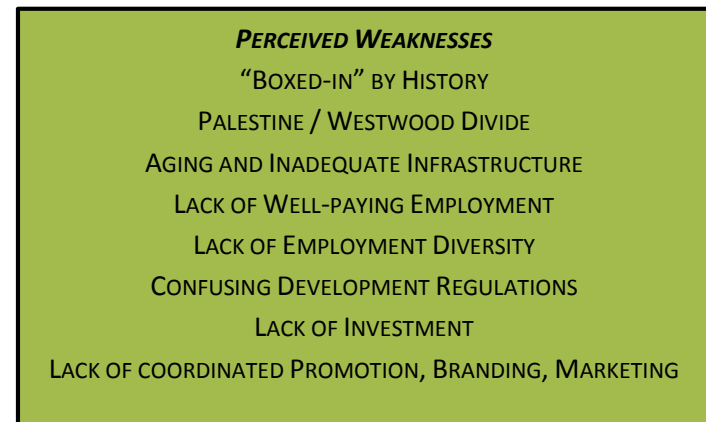 PERCEIVED WEAKNESSES
“BOXED-IN” BY HISTORY
PALESTINE / WESTWOOD DIVIDE
AGING AND INADEQUATE INFRASTRUCTURE
LACK OF WELL-PAYING EMPLOYMENT
LACK OF EMPLOYMENT DIVERSITY
CONFUSING DEVELOPMENT REGULATIONS
LACK OF INVESTMENT
LACK OF COORDINATED PROMOTION, BRANDING, MARKETING